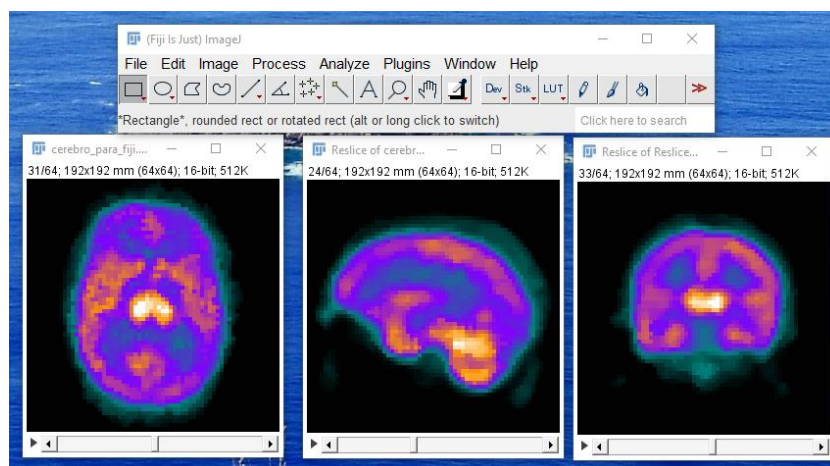 (Fiji Is Just) ImageJ
File Edit Image Process Analyze Plugins Window Help
A Dev Stk LUT >>
*Rectangle*, rounded rect or rotated rect (alt or long click to switch) Click here to search
cerebro_para_fiji.... Reslice of cerebr... Reslice of Reslice...
31/64; 192x192 mm (64x64); 16-bit; 512K 24/64; 192x192 mm (64x64); 16-bit; 512K 33/64; 192x192 mm (64x64); 16-bit; 512K